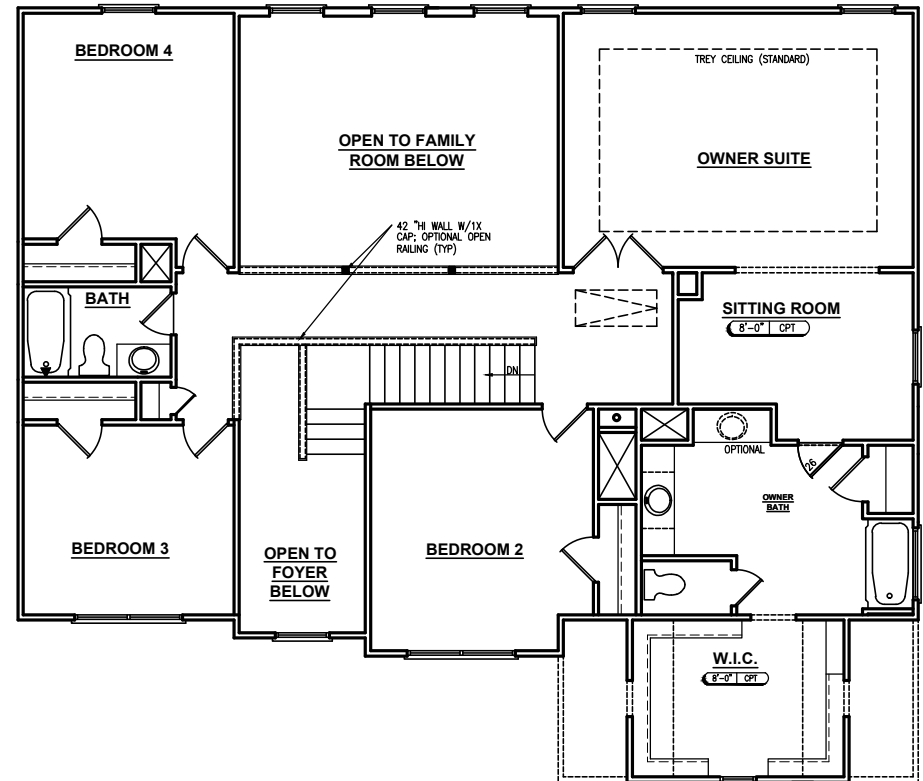 BEDROOM 4
TREY CEILING (STANDARD)
OPEN TO FAMILY
ROOM BELOW
OWNER SUITE
42 "HI WALL W/1X
CAP; OPTIONAL OPEN
RAILING (TYP)
BATH
SITTING ROOM
8'-0" CPT
DN
OPTIONAL
26
OWNER
BATH
BEDROOM 3
OPEN TO
FOYER
BELOW
BEDROOM 2
W.I.C.
8'-0" CPT